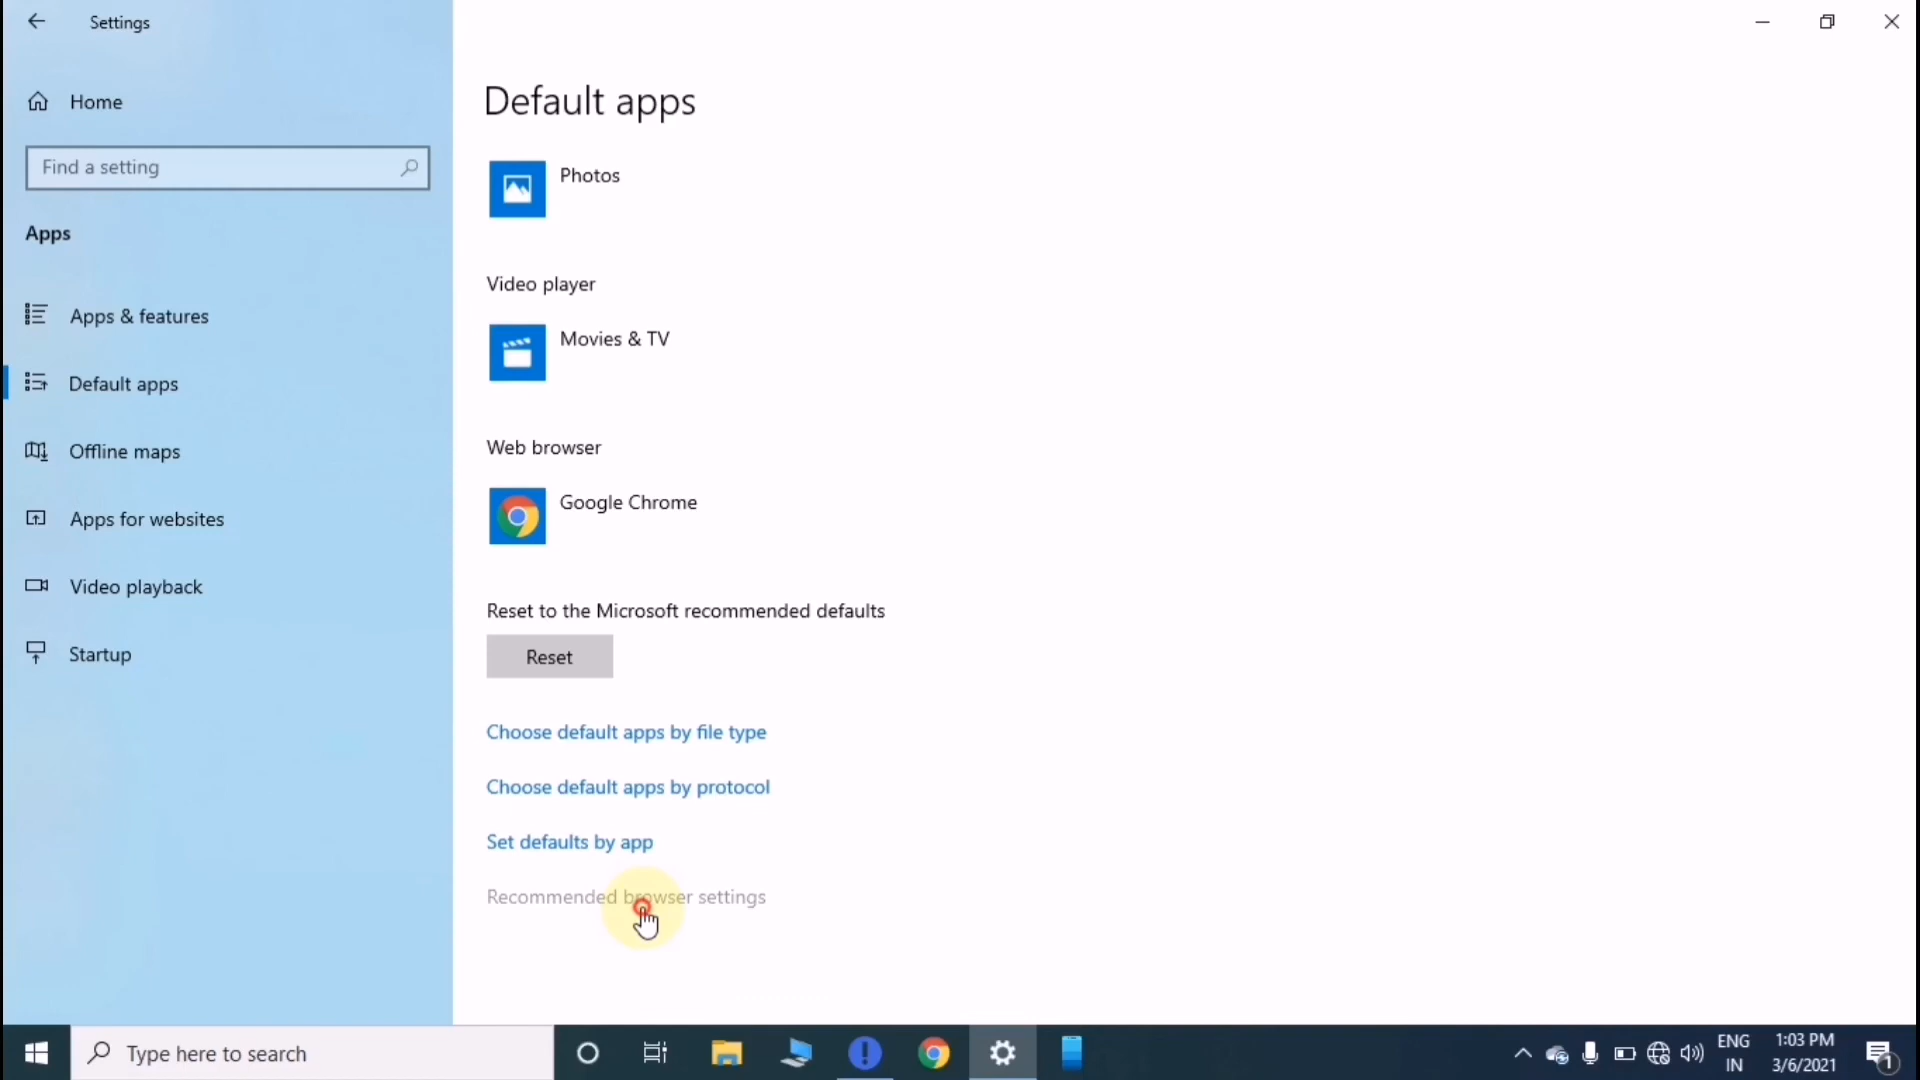 Settings
Home
Find a setting
Apps
Apps & features
Default apps
Offline maps
Apps for websites
Video playback
Startup
Default apps
Photos
Video player
Movies & TV
Web browser
Google Chrome
Reset to the Microsoft recommended defaults
Reset
Choose default apps by file type
Choose default apps by protocol
Set defaults by app
Recommended browser settings
Type here to search
ENG
IN
1:03 PM
3/6/2021
1